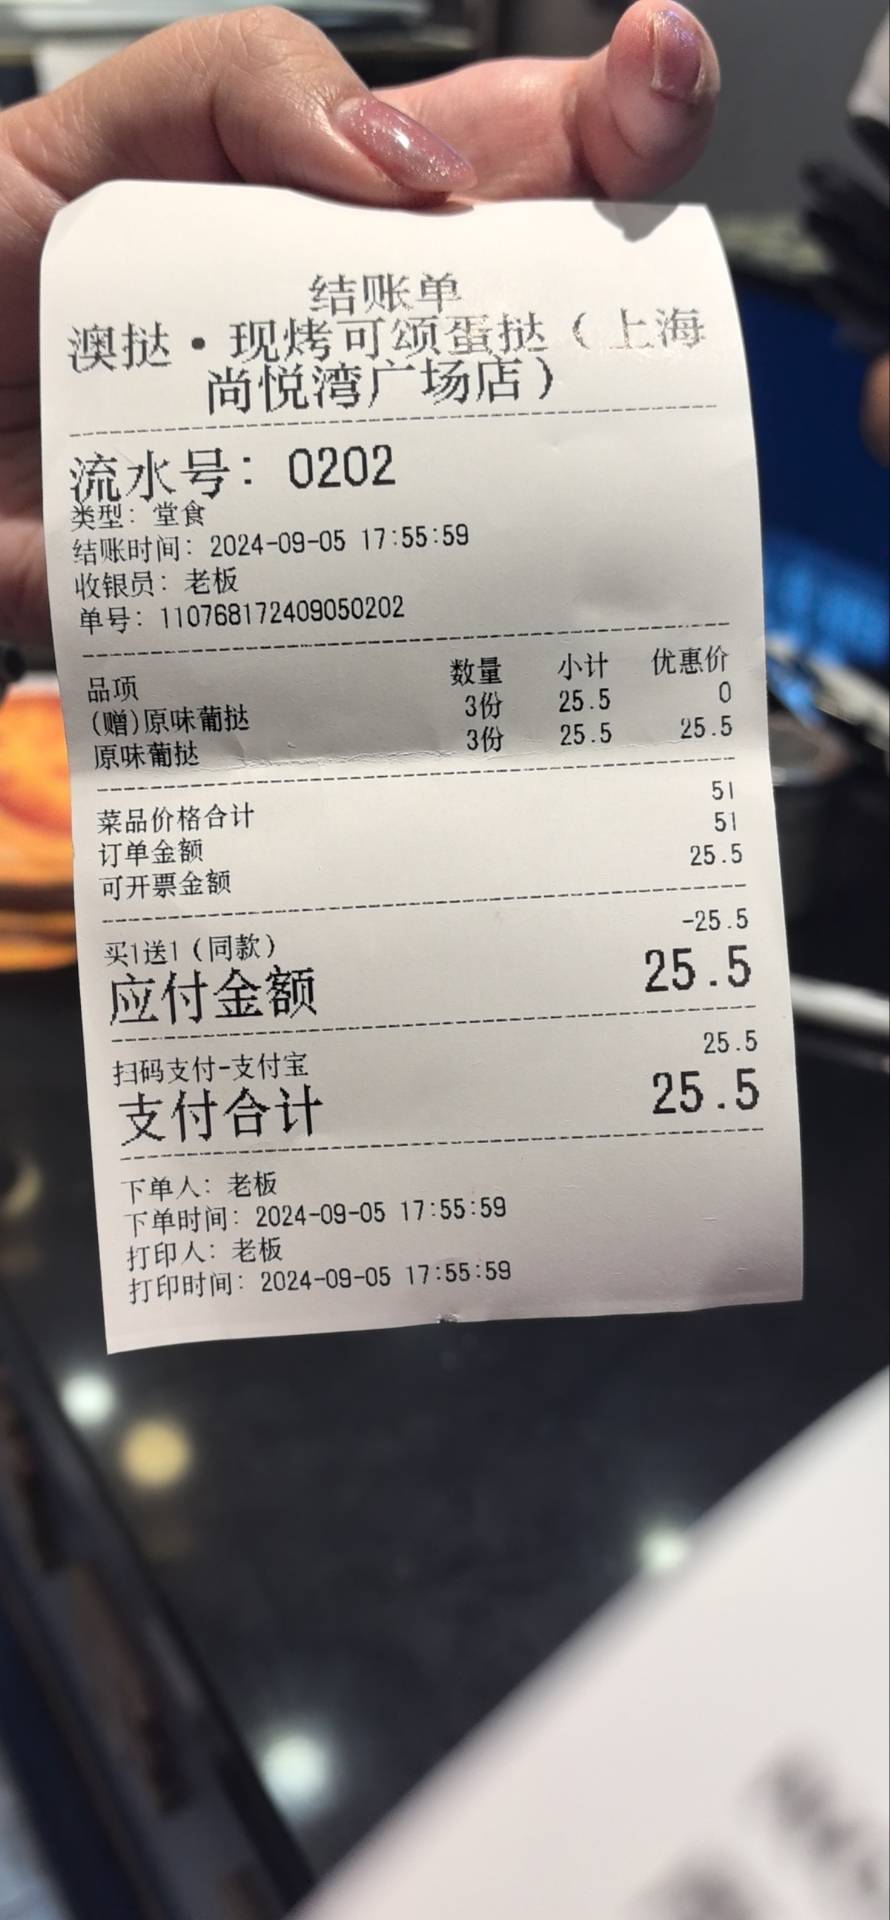 结账单
澳挞·现烤可颂蛋挞（上海
尚悦湾广场店）
流水号：0202
类型：堂食
结账时间：2024-09-05 17:55:59
收银员：老板
单号：110768172409050202
品项 数量 小计 优惠价
(赠)原味葡挞 3份 25.5 0
原味葡挞 3份 25.5 25.5
菜品价格合计 51
订单金额 51
可开票金额 25.5
买1送1（同款） -25.5
应付金额 25.5
扫码支付-支付宝 25.5
支付合计 25.5
下单人：老板
下单时间：2024-09-05 17:55:59
打印人：老板
打印时间：2024-09-05 17:55:59